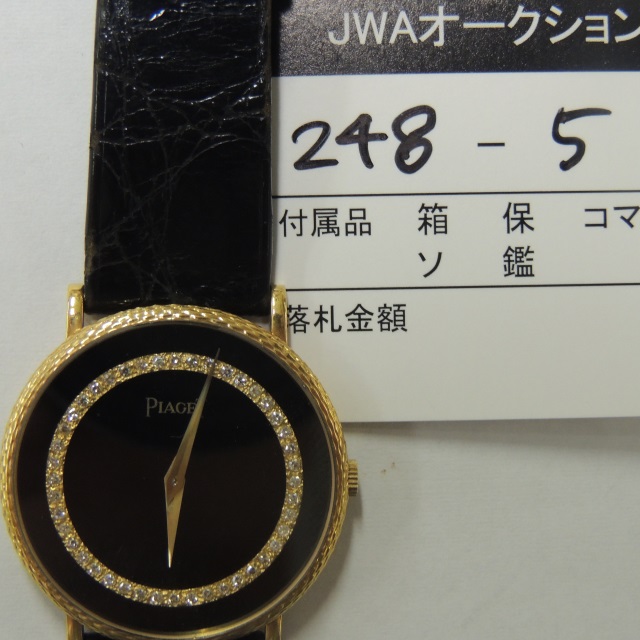 JWAオークション
248 - 5
付属品 箱 保 コマ
ソ 鑑
落札金額
PIAGET